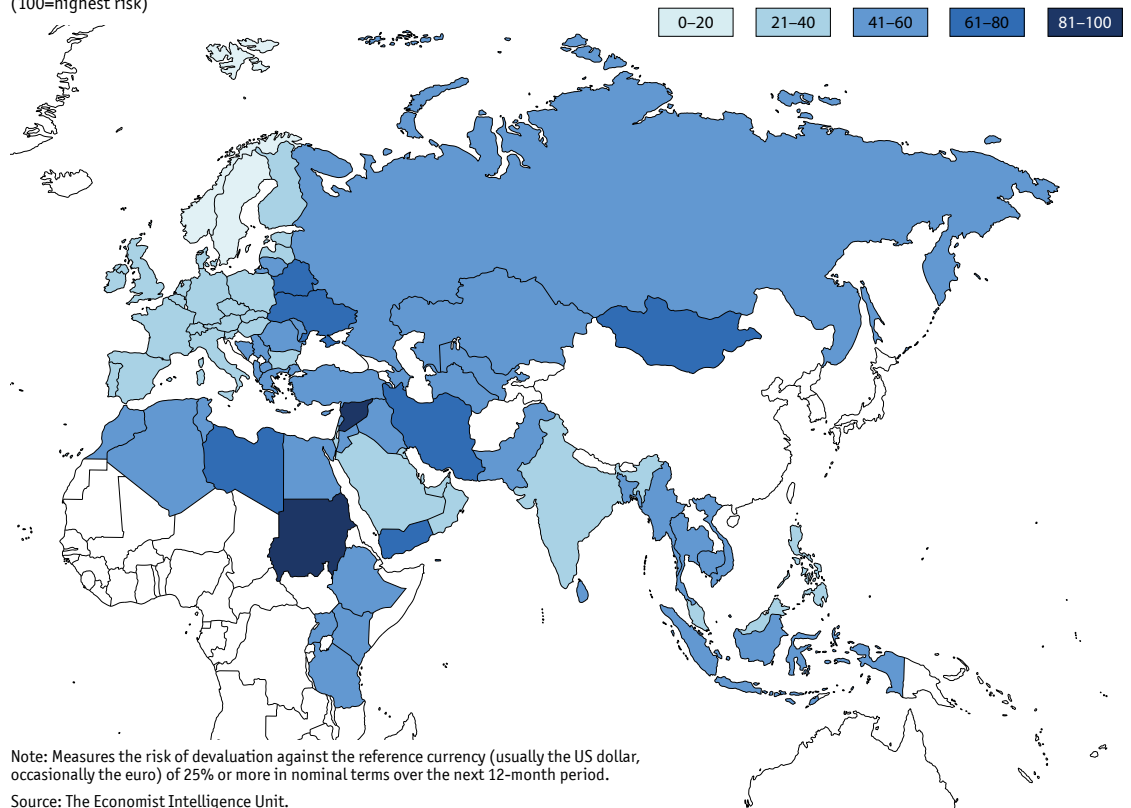 (100=highest risk)
0–20
21–40
41–60
61–80
81–100
Note: Measures the risk of devaluation against the reference currency (usually the US dollar,
occasionally the euro) of 25% or more in nominal terms over the next 12-month period.
Source: The Economist Intelligence Unit.